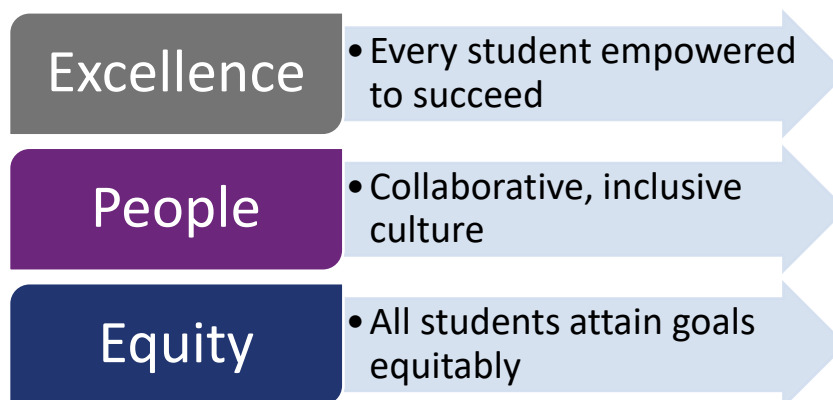 Excellence
• Every student empowered
to succeed
People
• Collaborative, inclusive
culture
Equity
• All students attain goals
equitably